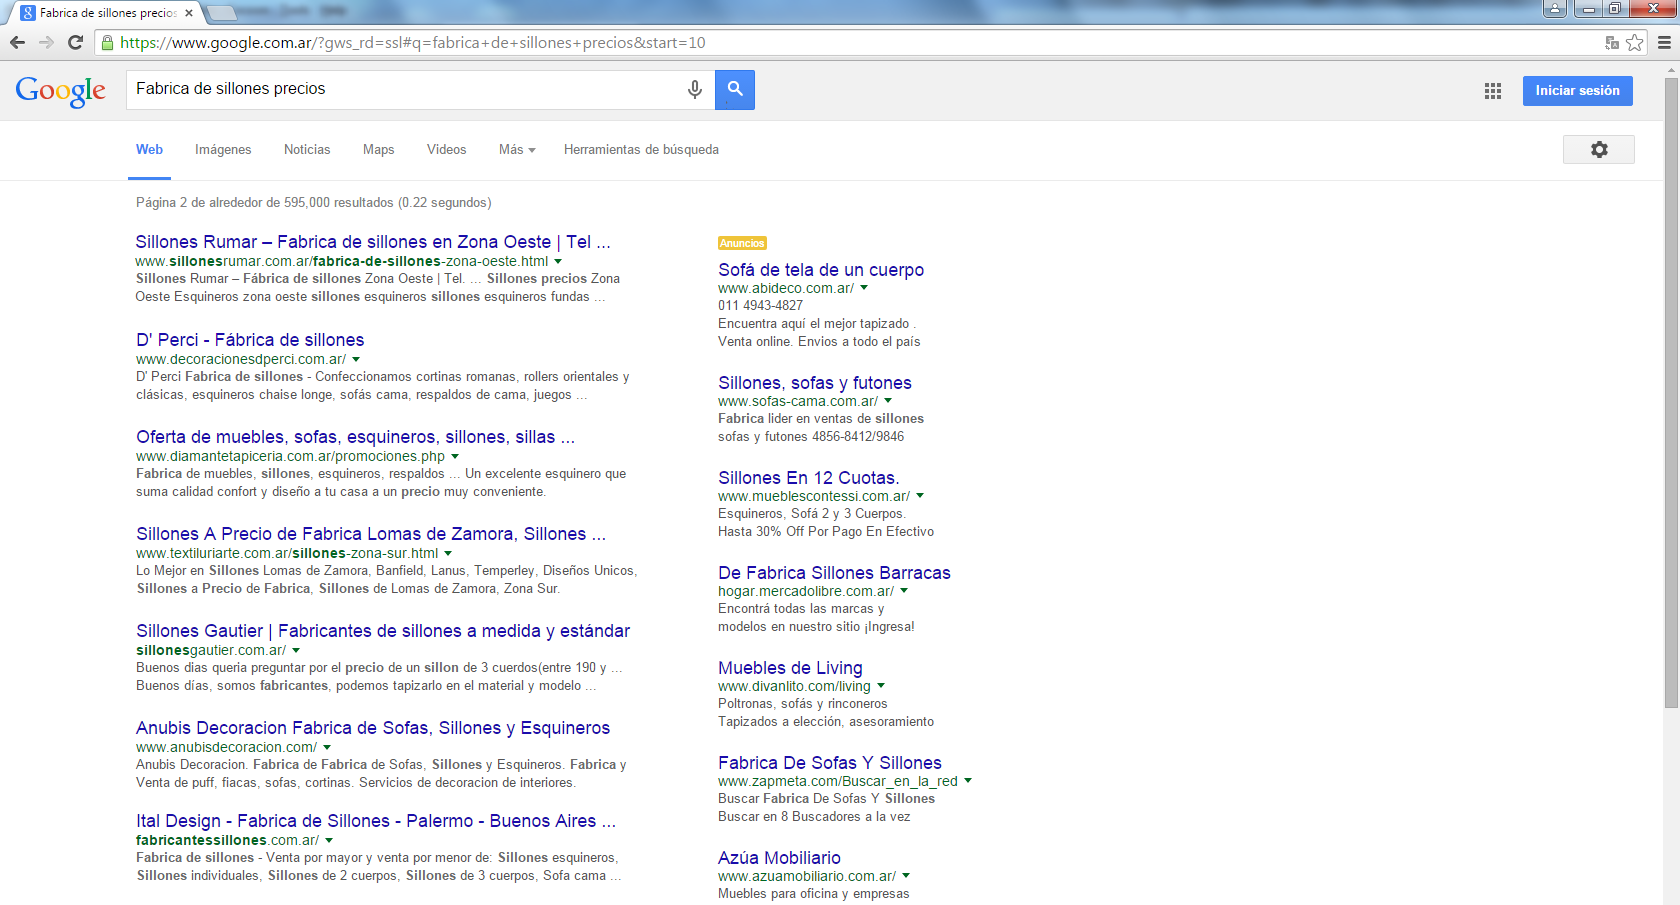 Fabrica de sillones precios
https://www.google.com.ar/?gws_rd=ssl#q=fabrica+de+sillones+precios&start=10
Google
Fabrica de sillones precios
Iniciar sesión
Web
Imágenes
Noticias
Maps
Videos
Más
Herramientas de búsqueda
Página 2 de alrededor de 595,000 resultados (0.22 segundos)
Sillones Rumar – Fabrica de sillones en Zona Oeste | Tel ...
www.sillonesrumar.com.ar/fabrica-de-sillones-zona-oeste.html
Sillones Rumar – Fábrica de sillones Zona Oeste | Tel. ... Sillones precios Zona
Oeste Esquineros zona oeste sillones esquineros sillones esquineros fundas ...
D' Perci - Fábrica de sillones
www.decoracionesdperci.com.ar/
D' Perci Fabrica de sillones - Confeccionamos cortinas romanas, rollers orientales y
clásicas, esquineros chaise longe, sofás cama, respaldos de cama, juegos ...
Oferta de muebles, sofas, esquineros, sillones, sillas ...
www.diamantetapiceria.com.ar/promociones.php
Fabrica de muebles, sillones, esquineros, respaldos ... Un excelente esquinero que
suma calidad confort y diseño a tu casa a un precio muy conveniente.
Sillones A Precio de Fabrica Lomas de Zamora, Sillones ...
www.textiluriarte.com.ar/sillones-zona-sur.html
Lo Mejor en Sillones Lomas de Zamora, Banfield, Lanus, Temperley, Diseños Unicos,
Sillones a Precio de Fabrica, Sillones de Lomas de Zamora, Zona Sur.
Sillones Gautier | Fabricantes de sillones a medida y estándar
sillonesgautier.com.ar/
Buenos dias queria preguntar por el precio de un sillon de 3 cuerdos(entre 190 y ...
Buenos días, somos fabricantes, podemos tapizarlo en el material y modelo ...
Anubis Decoracion Fabrica de Sofas, Sillones y Esquineros
www.anubisdecoracion.com/
Anubis Decoracion. Fabrica de Fabrica de Sofas, Sillones y Esquineros. Fabrica y
Venta de puff, fiacas, sofas, cortinas. Servicios de decoracion de interiores.
Ital Design - Fabrica de Sillones - Palermo - Buenos Aires ...
fabricantessillones.com.ar/
Fabrica de sillones - Venta por mayor y venta por menor de: Sillones esquineros,
Sillones individuales, Sillones de 2 cuerpos, Sillones de 3 cuerpos, Sofa cama ...
Anuncios
Sofá de tela de un cuerpo
www.abideco.com.ar/
011 4943-4827
Encuentra aquí el mejor tapizado .
Venta online. Envios a todo el país
Sillones, sofas y futones
www.sofas-cama.com.ar/
Fabrica lider en ventas de sillones
sofas y futones 4856-8412/9846
Sillones En 12 Cuotas.
www.mueblescontessi.com.ar/
Esquineros, Sofá 2 y 3 Cuerpos.
Hasta 30% Off Por Pago En Efectivo
De Fabrica Sillones Barracas
hogar.mercadolibre.com.ar/
Encontrá todas las marcas y
modelos en nuestro sitio ¡Ingresa!
Muebles de Living
www.divanlito.com/living
Poltronas, sofás y rinconeros
Tapizados a elección, asesoramiento
Fabrica De Sofas Y Sillones
www.zapmeta.com/Buscar_en_la_red
Buscar Fabrica De Sofas Y Sillones
Buscar en 8 Buscadores a la vez
Azúa Mobiliario
www.azuamobiliario.com.ar/
Muebles para oficina y empresas